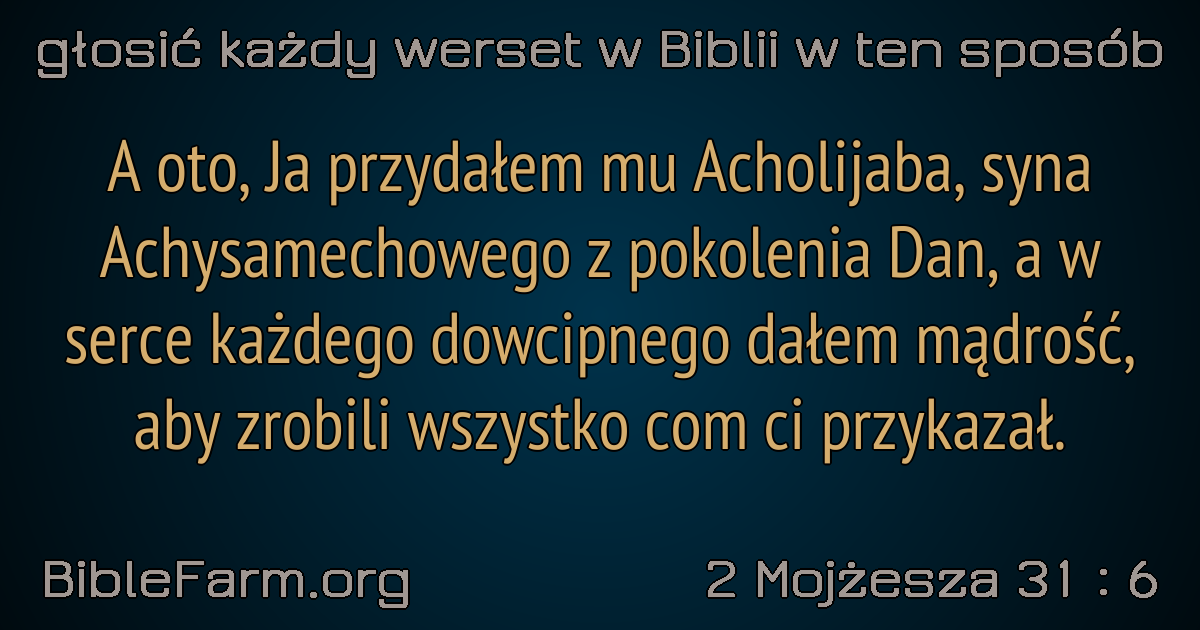 głosić każdy werset w Biblii w ten sposób
A oto, Ja przydałem mu Acholijaba, syna
Achysamechowego z pokolenia Dan, a w
serce każdego dowcipnego dałem mądrość,
aby zrobili wszystko com ci przykazał.
BibleFarm.org
2 Mojżesza 31 : 6